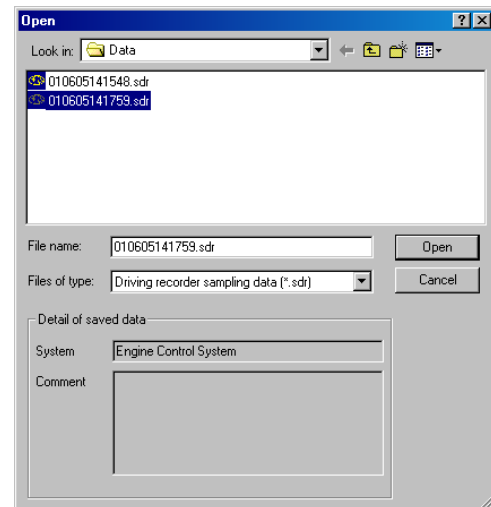 Open
Look in: Data
010605141548.sdr
010605141759.sdr
File name: 010605141759.sdr Open
Files of type: Driving recorder sampling data (*.sdr) Cancel
Detail of saved data
System Engine Control System
Comment